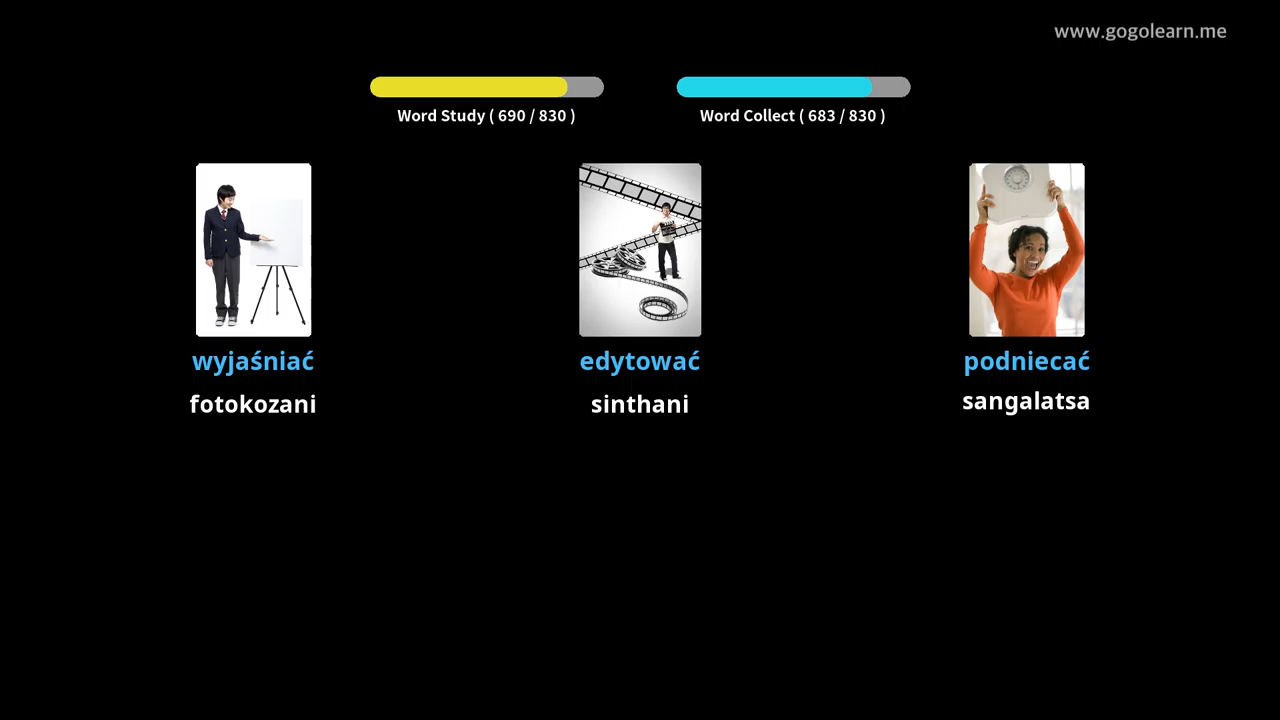 www.gogolearn.me
Word Study ( 690 / 830 )
Word Collect ( 683 / 830 )
wyjaśniać
fotokozani
edytować
sinthani
podniecać
sangalatsa